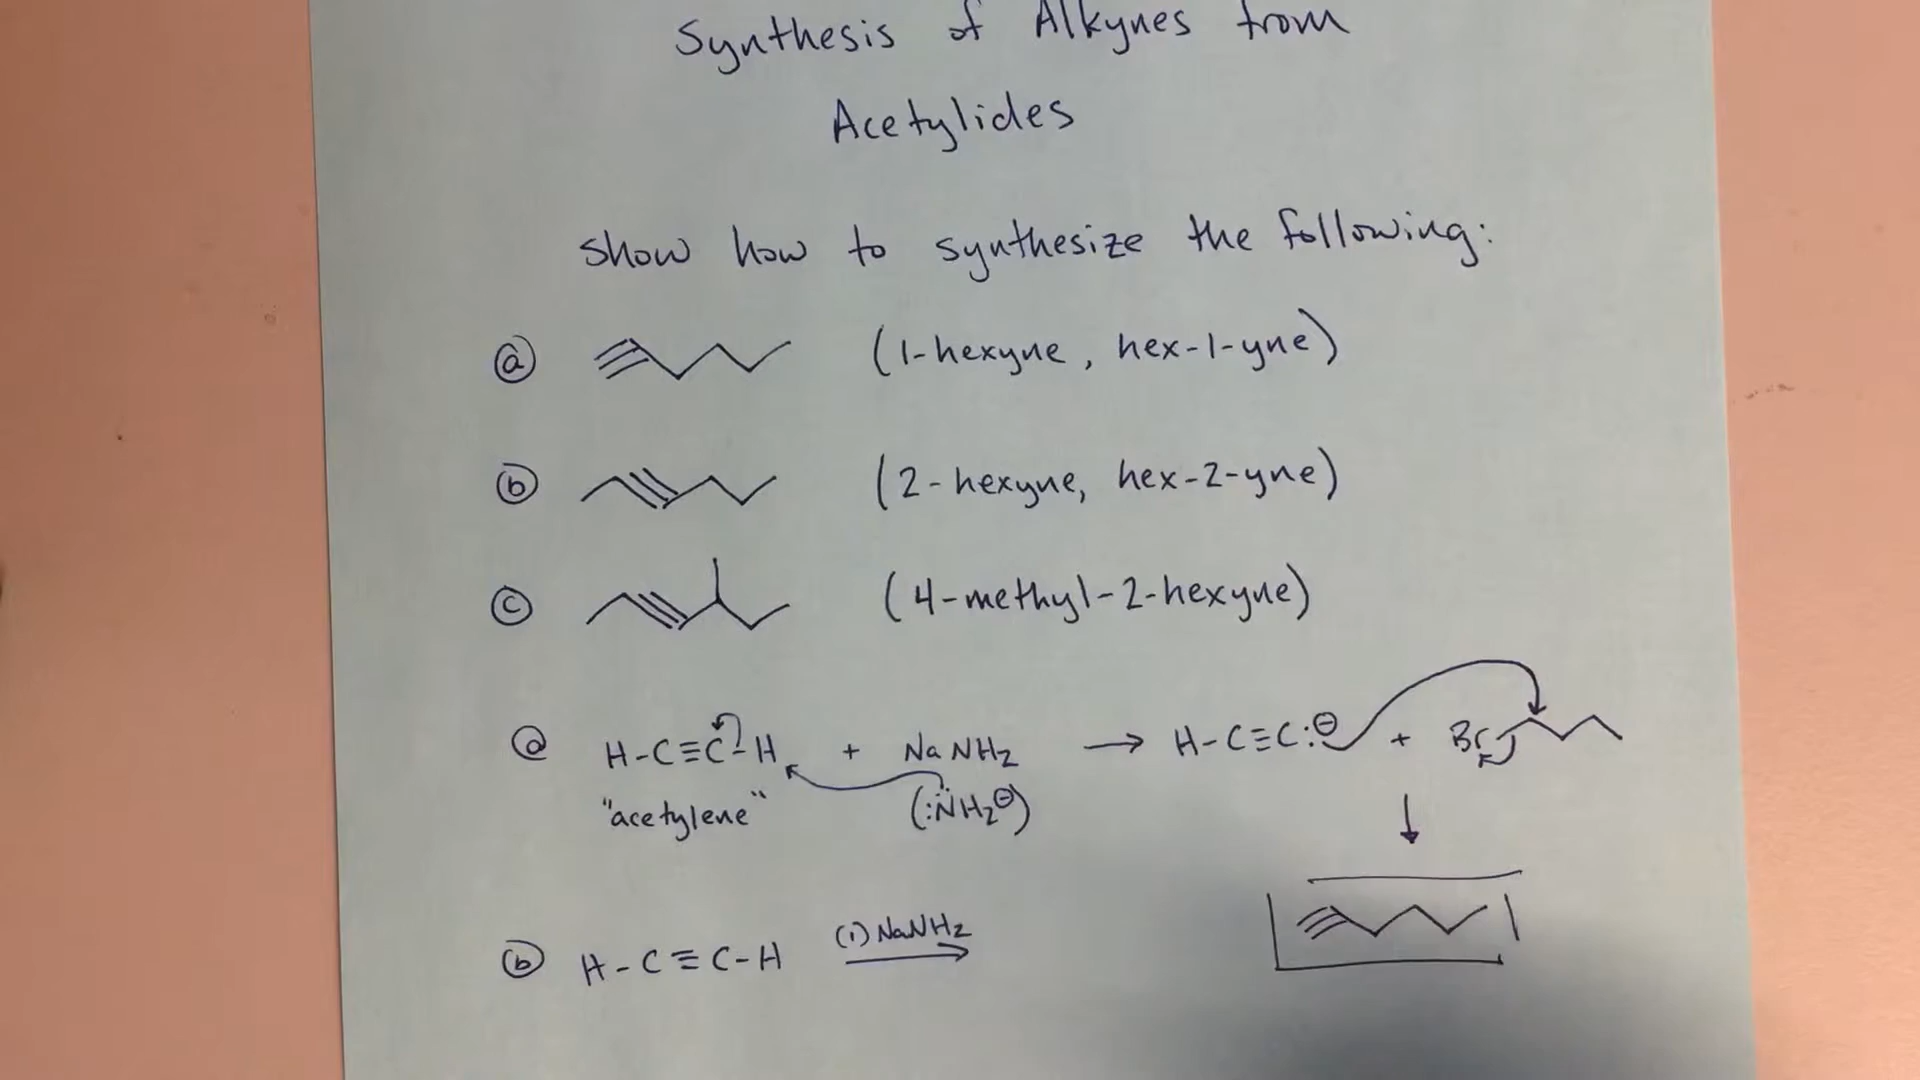 Synthesis of Alkynes from
Acetylides
Show how to synthesize the following:
ⓐ (1-hexyne, hex-1-yne)
ⓑ (2-hexyne, hex-2-yne)
ⓒ (4-methyl-2-hexyne)
ⓐ H-C≡C-H + NaNH₂ → H-C≡C:⊖ + Br
"acetylene" (:N̈H₂⊖)
ⓑ H-C≡C-H (1) NaNH₂